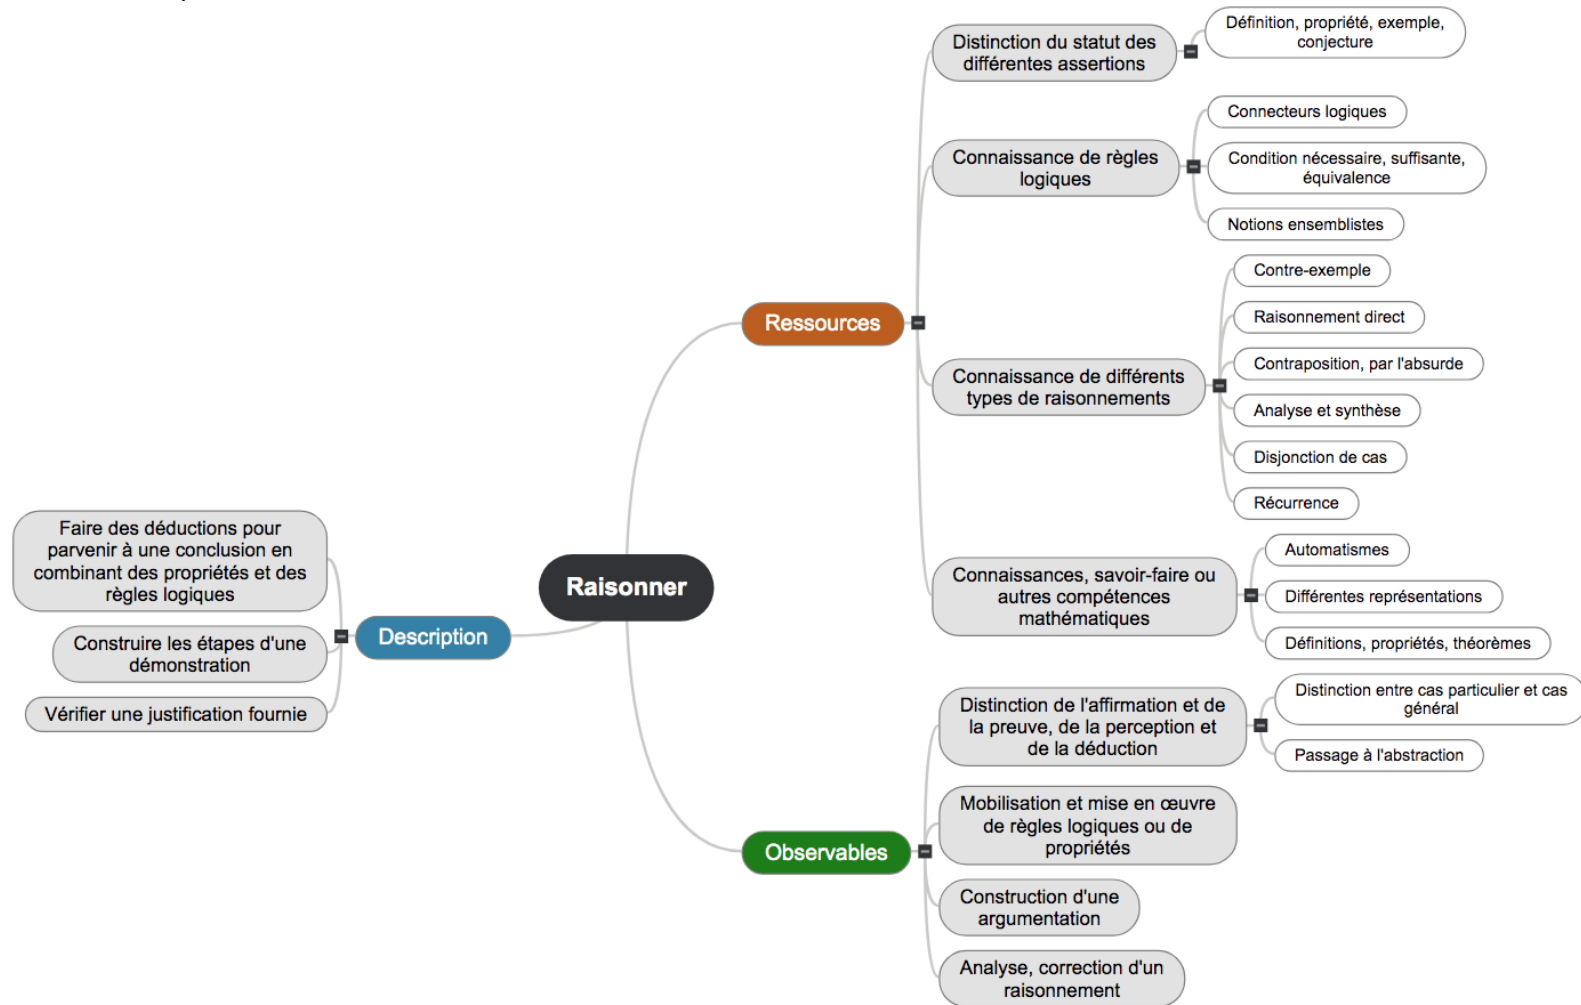 Raisonner
Description
Faire des déductions pour
parvenir à une conclusion en
combinant des propriétés et des
règles logiques
Construire les étapes d'une
démonstration
Vérifier une justification fournie
Ressources
Distinction du statut des
différentes assertions
Définition, propriété, exemple,
conjecture
Connaissance de règles
logiques
Connecteurs logiques
Condition nécessaire, suffisante,
équivalence
Notions ensemblistes
Connaissance de différents
types de raisonnements
Contre-exemple
Raisonnement direct
Contraposition, par l'absurde
Analyse et synthèse
Disjonction de cas
Récurrence
Connaissances, savoir-faire ou
autres compétences
mathématiques
Automatismes
Différentes représentations
Définitions, propriétés, théorèmes
Observables
Distinction de l'affirmation et de
la preuve, de la perception et
de la déduction
Distinction entre cas particulier et cas
général
Passage à l'abstraction
Mobilisation et mise en œuvre
de règles logiques ou de
propriétés
Construction d'une
argumentation
Analyse, correction d'un
raisonnement